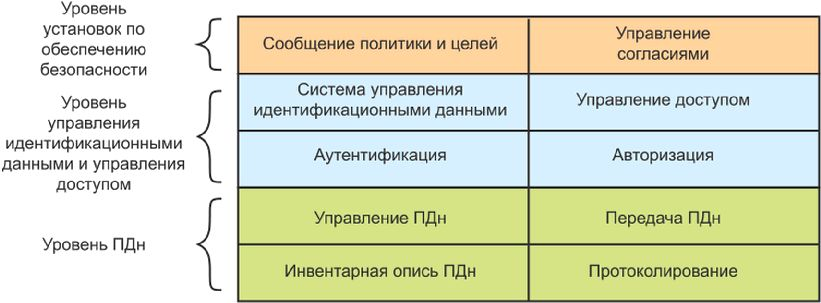 Уровень
установок по
обеспечению
безопасности
Сообщение политики и целей
Управление
согласиями
Уровень
управления
идентификационными
данными и управления
доступом
Система управления
идентификационными данными
Управление доступом
Аутентификация
Авторизация
Уровень ПДн
Управление ПДн
Передача ПДн
Инвентарная опись ПДн
Протоколирование